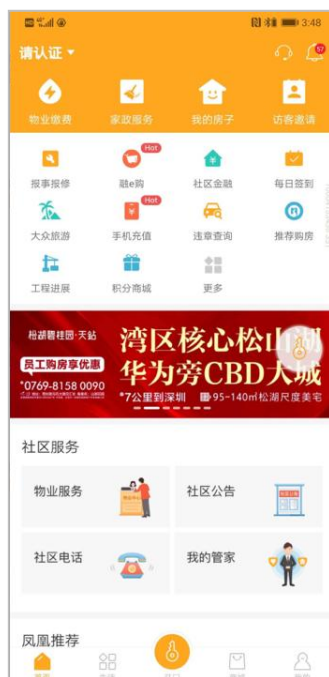 3:48
请认证
57
物业缴费 家政服务 我的房子 访客邀请
Hot
报事报修 融e购 社区金融 每日签到
Hot
大众旅游 手机充值 违章查询 推荐购房
工程进展 积分商城 更多
松湖碧桂园·天钻
湾区核心松山湖
员工购房享优惠
华为旁CBD大城
*0769-8158 0090
*7公里到深圳 95-140㎡松湖尺度美宅
社区服务
物业服务 社区公告
社区电话 我的管家
凤凰推荐